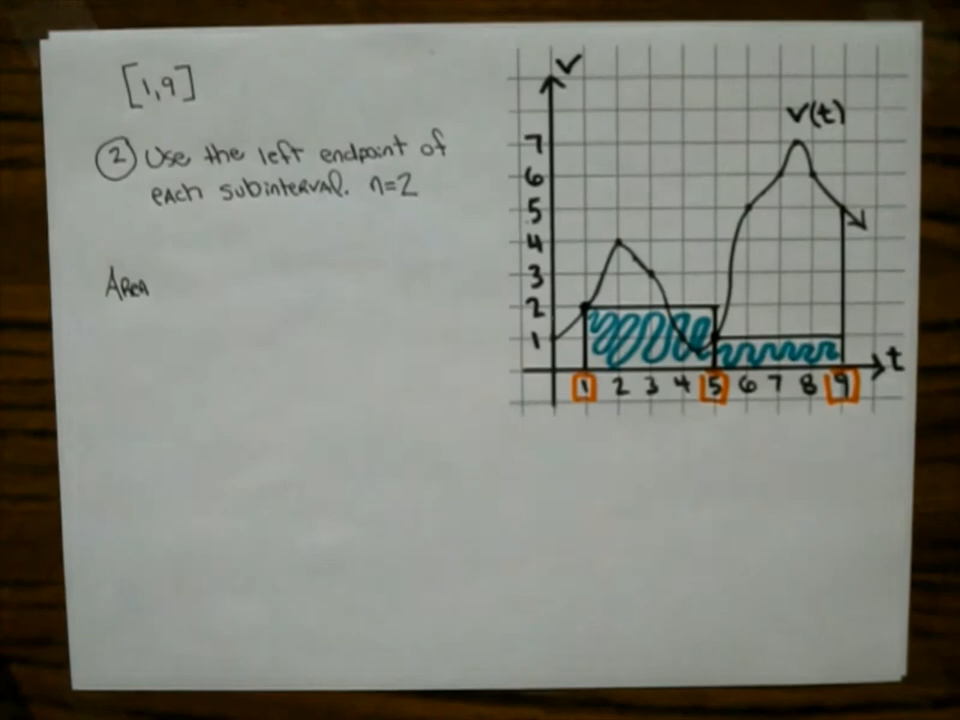 [1,9]
② Use the left endpoint of
each subinterval. n=2
Area
v
v(t)
7
6
5
4
3
2
1
t
1 2 3 4 5 6 7 8 9